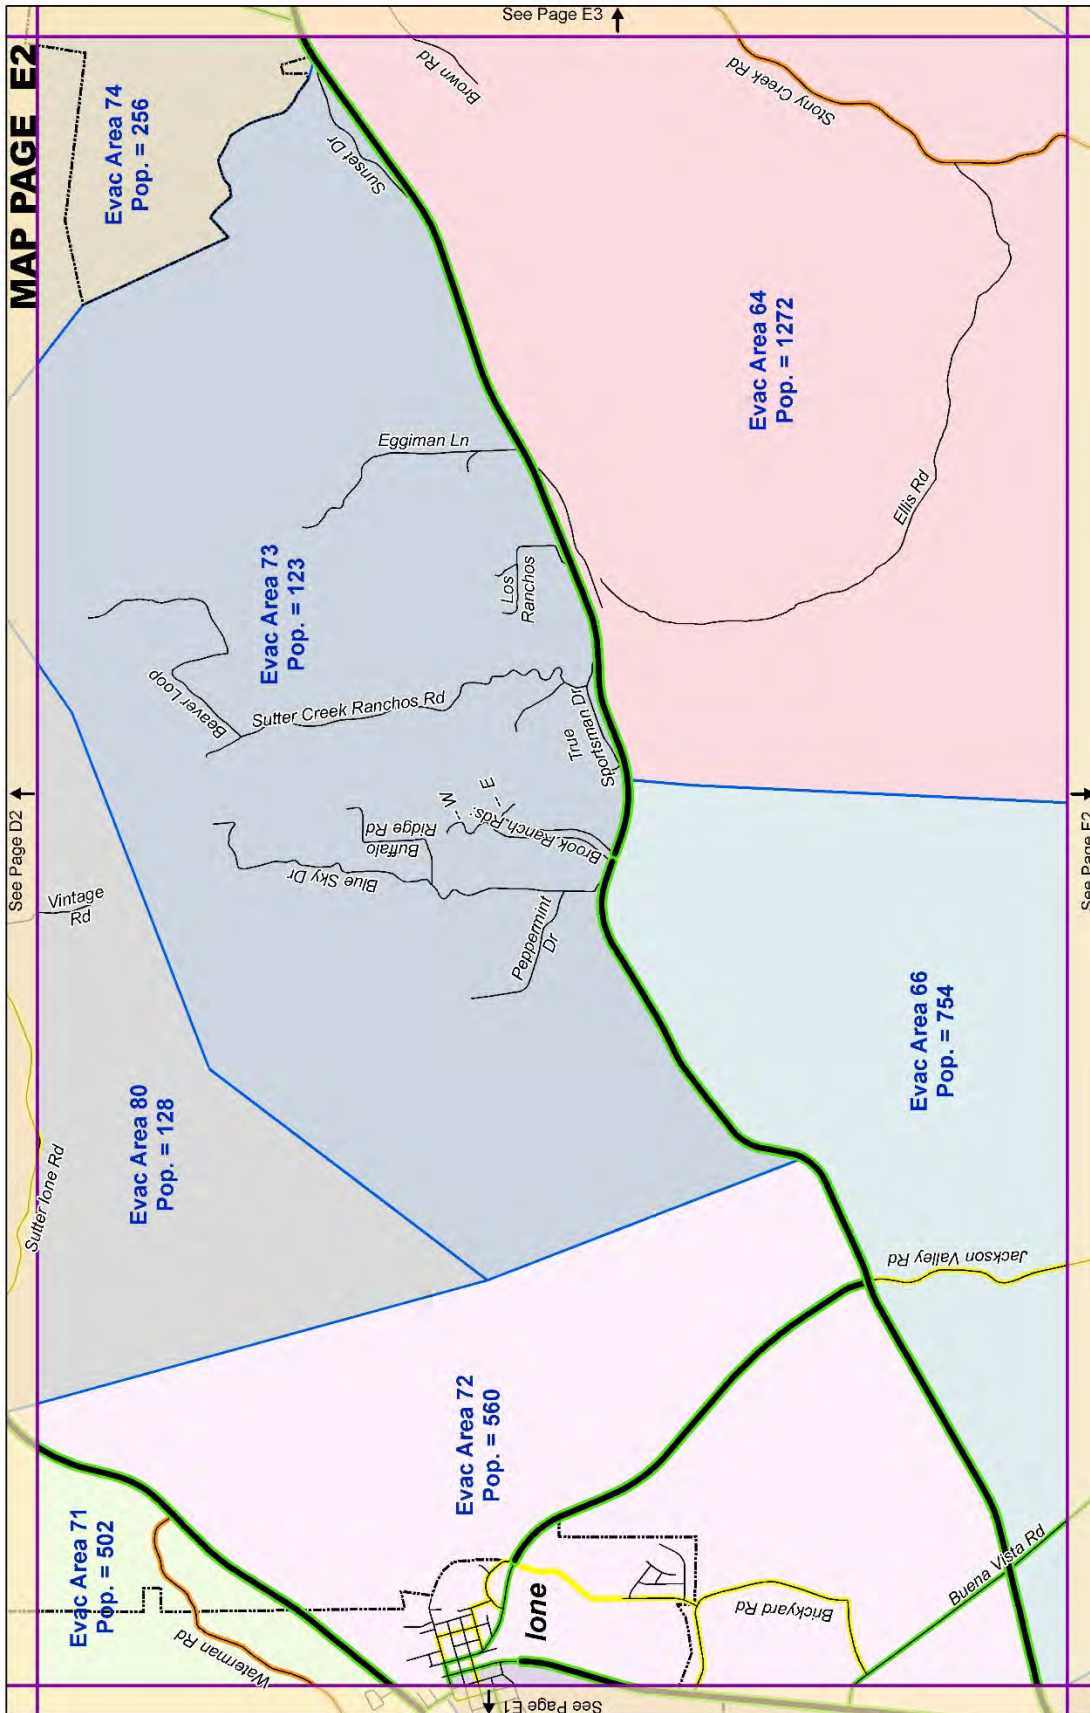 MAP PAGE E2
See Page E3
See Page D2
See Page E1
See Page F2
Evac Area 74
Pop. = 256
Brown Rd
Stony Creek Rd
Sunset Dr
Evac Area 64
Pop. = 1272
Eggiman Ln
Ellis Rd
Evac Area 73
Pop. = 123
Los
Ranchos
Beaver Loop
Sutter Creek Ranchos Rd
True
Sportsman Dr
W
E
Brook Ranch Rds:
Buffalo
Ridge Rd
Blue Sky Dr
Vintage
Rd
Peppermint
Dr
Evac Area 66
Pop. = 754
Evac Area 80
Pop. = 128
Sutter Ione Rd
Jackson Valley Rd
Evac Area 72
Pop. = 560
Evac Area 71
Pop. = 502
Buena Vista Rd
Ione
Brickyard Rd
Waterman Rd